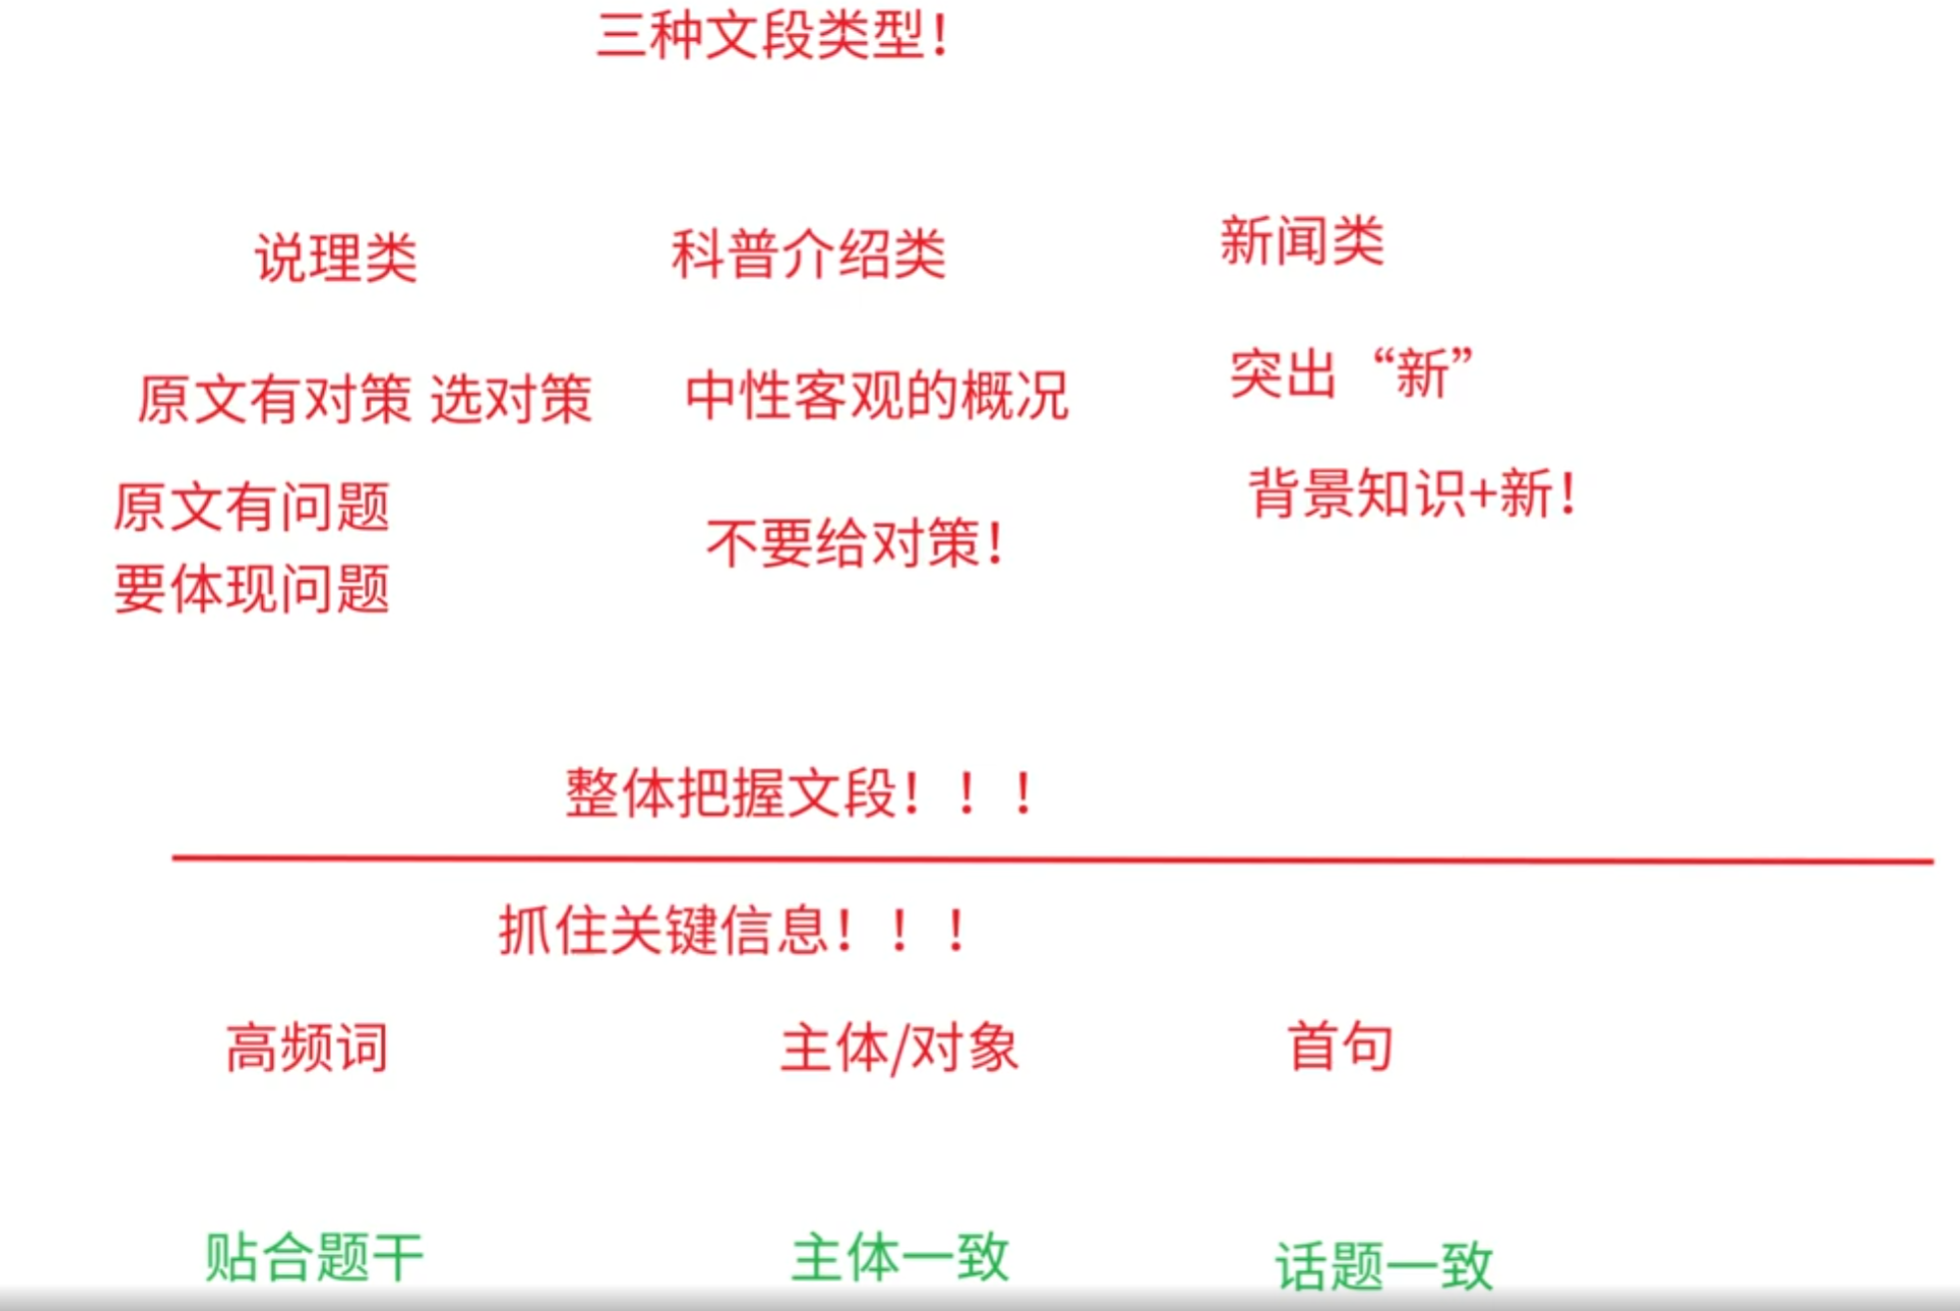 三种文段类型！
说理类
科普介绍类
新闻类
原文有对策 选对策
中性客观的概况
突出“新”
原文有问题
要体现问题
不要给对策！
背景知识+新！
整体把握文段！！！
抓住关键信息！！！
高频词
主体/对象
首句
贴合题干
主体一致
话题一致